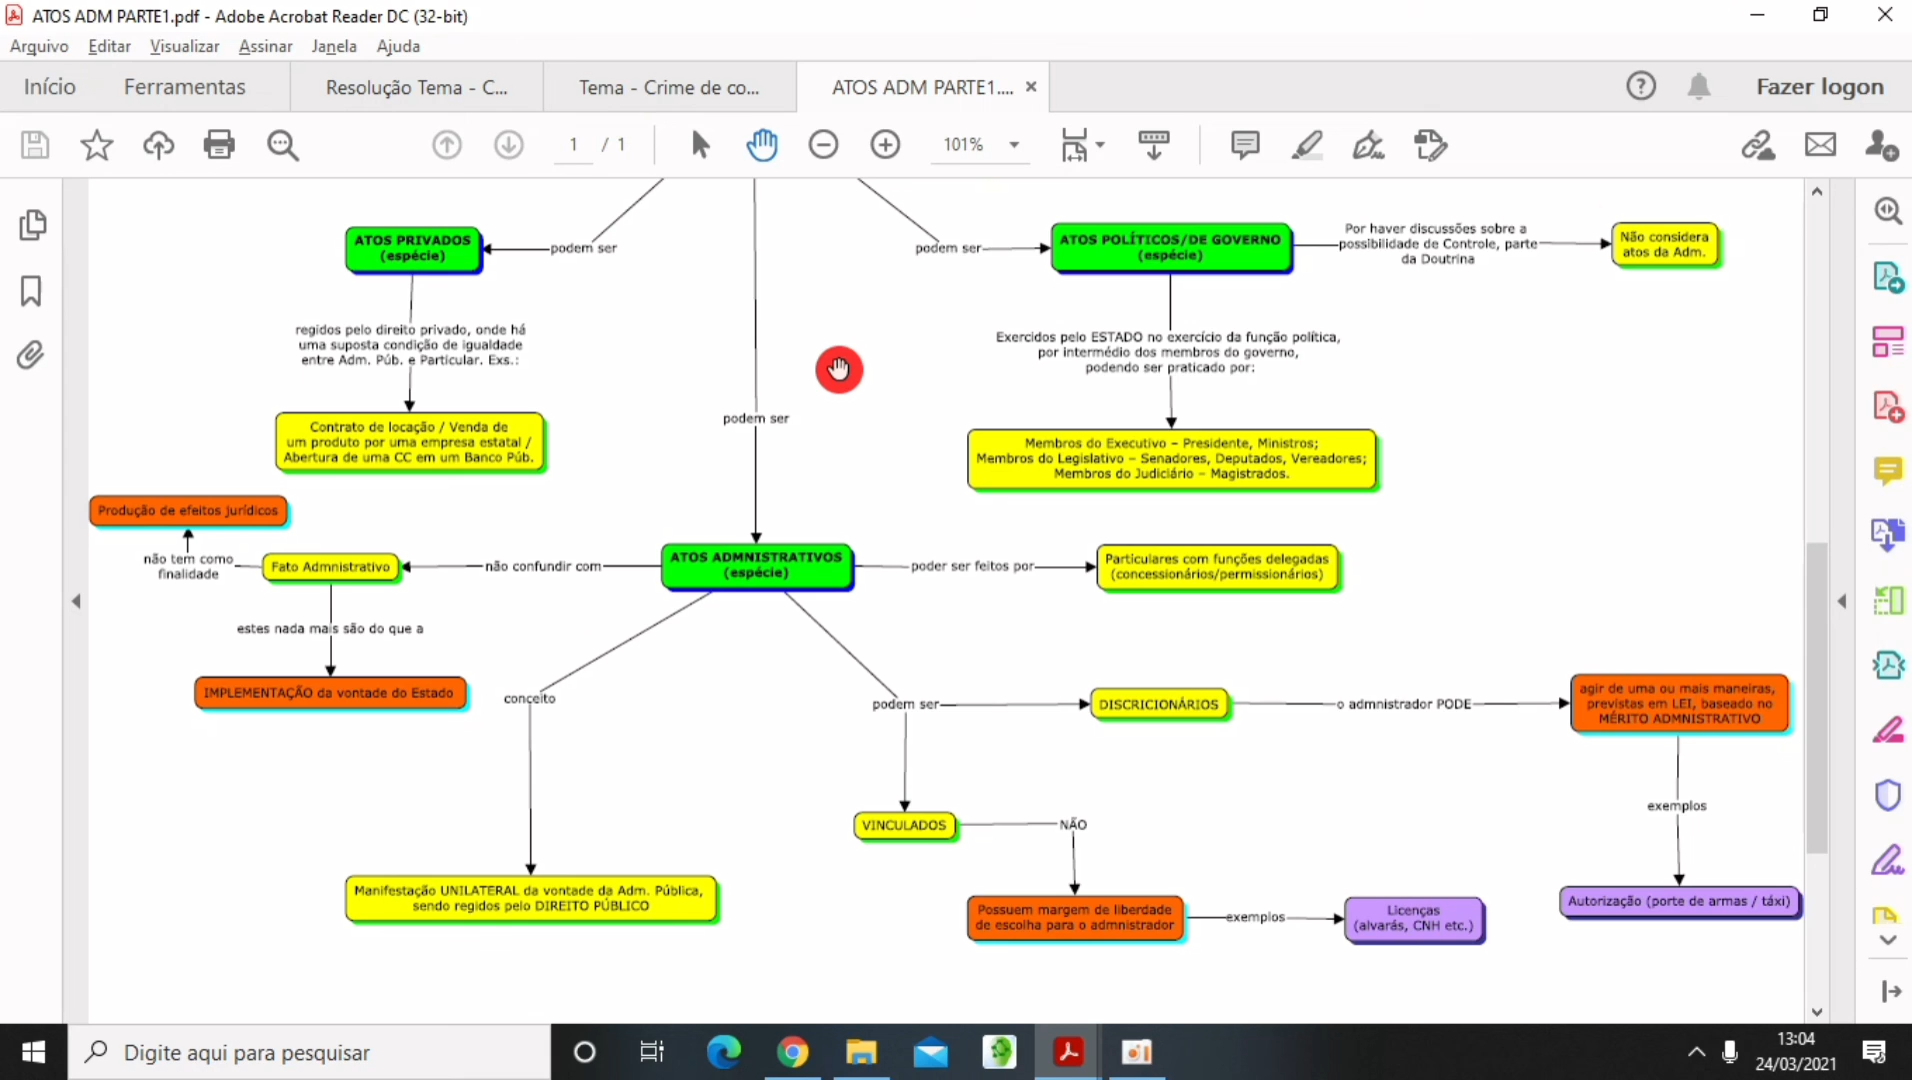 ATOS ADM PARTE1.pdf - Adobe Acrobat Reader DC (32-bit)
Arquivo Editar Visualizar Assinar Janela Ajuda
Início Ferramentas Resolução Tema - C... Tema - Crime de co... ATOS ADM PARTE1.... × Fazer logon
1 / 1 101%
ATOS PRIVADOS
(espécie)
podem ser
podem ser
ATOS POLÍTICOS/DE GOVERNO
(espécie)
Por haver discussões sobre a
possibilidade de Controle, parte
da Doutrina
Não considera
atos da Adm.
regidos pelo direito privado, onde há
uma suposta condição de igualdade
entre Adm. Púb. e Particular. Exs.:
Exercidos pelo ESTADO no exercício da função política,
por intermédio dos membros do governo,
podendo ser praticado por:
podem ser
Contrato de locação / Venda de
um produto por uma empresa estatal /
Abertura de uma CC em um Banco Púb.
Membros do Executivo – Presidente, Ministros;
Membros do Legislativo – Senadores, Deputados, Vereadores;
Membros do Judiciário – Magistrados.
Produção de efeitos jurídicos
não tem como
finalidade
Fato Admnistrativo
não confundir com
ATOS ADMNISTRATIVOS
(espécie)
poder ser feitos por
Particulares com funções delegadas
(concessionários/permissionários)
estes nada mais são do que a
IMPLEMENTAÇÃO da vontade do Estado
conceito
podem ser
DISCRICIONÁRIOS
o admnistrador PODE
agir de uma ou mais maneiras,
previstas em LEI, baseado no
MÉRITO ADMNISTRATIVO
exemplos
VINCULADOS
NÃO
Manifestação UNILATERAL da vontade da Adm. Pública,
sendo regidos pelo DIREITO PÚBLICO
Possuem margem de liberdade
de escolha para o admnistrador
exemplos
Licenças
(alvarás, CNH etc.)
Autorização (porte de armas / táxi)
Digite aqui para pesquisar
13:04
24/03/2021